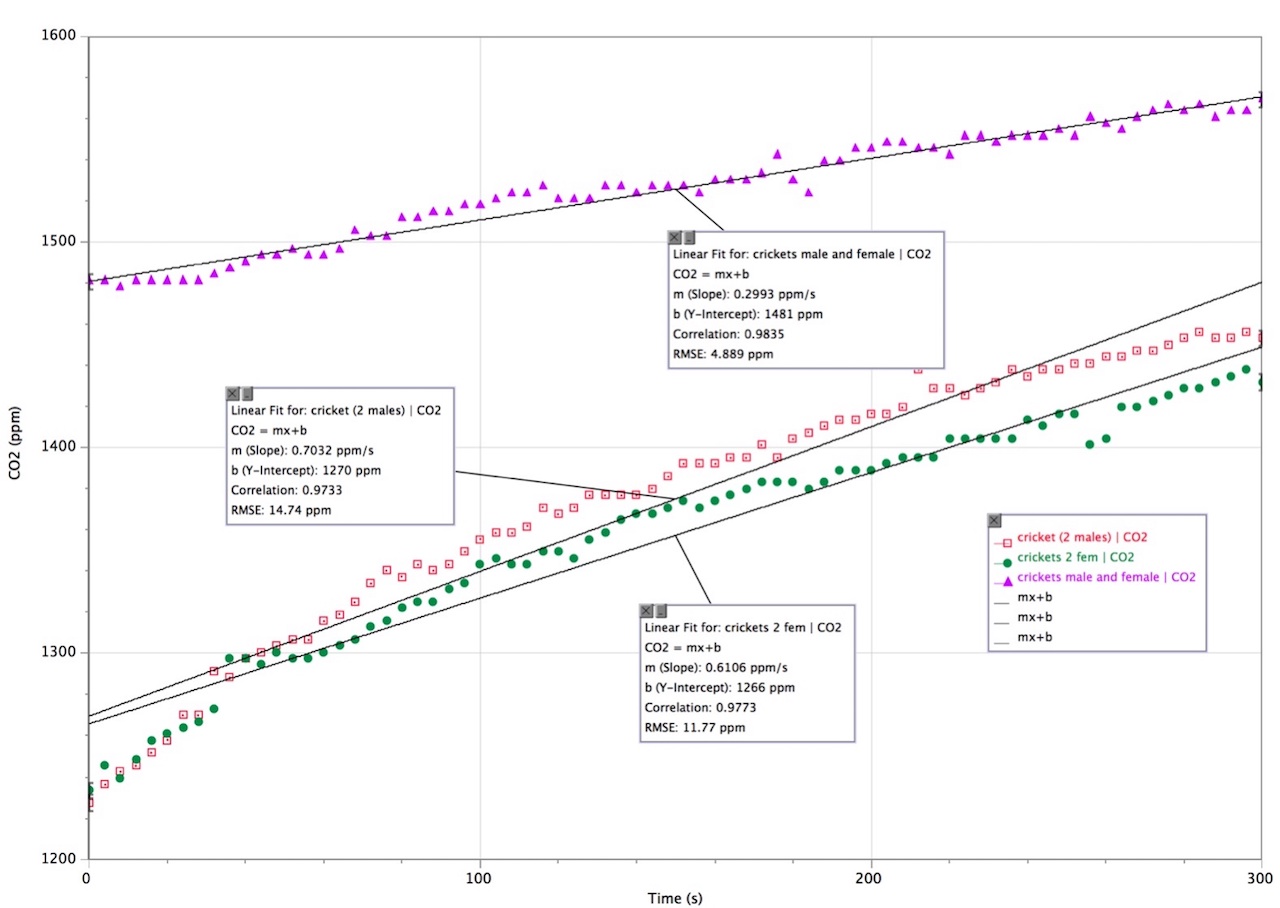 1600
1500
1400
1300
1200
CO2 (ppm)
0
100
200
300
Time (s)
Linear Fit for: crickets male and female | CO2
CO2 = mx+b
m (Slope): 0.2993 ppm/s
b (Y-Intercept): 1481 ppm
Correlation: 0.9835
RMSE: 4.889 ppm
Linear Fit for: cricket (2 males) | CO2
CO2 = mx+b
m (Slope): 0.7032 ppm/s
b (Y-Intercept): 1270 ppm
Correlation: 0.9733
RMSE: 14.74 ppm
cricket (2 males) | CO2
crickets 2 fem | CO2
crickets male and female | CO2
mx+b
mx+b
mx+b
Linear Fit for: crickets 2 fem | CO2
CO2 = mx+b
m (Slope): 0.6106 ppm/s
b (Y-Intercept): 1266 ppm
Correlation: 0.9773
RMSE: 11.77 ppm